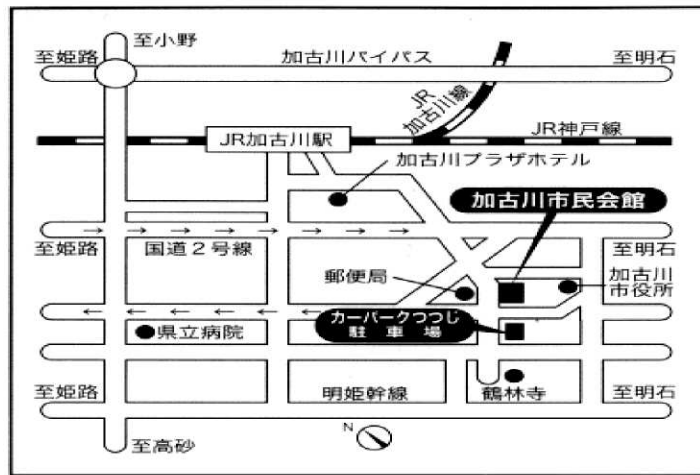 至小野
至姫路
加古川バイパス
至明石
JR
加古川線
JR加古川駅
JR神戸線
加古川プラザホテル
加古川市民会館
至姫路
国道2号線
至明石
郵便局
加古川
市役所
カーパークつつじ
駐車場
県立病院
至姫路
明姫幹線
鶴林寺
至明石
至高砂
N